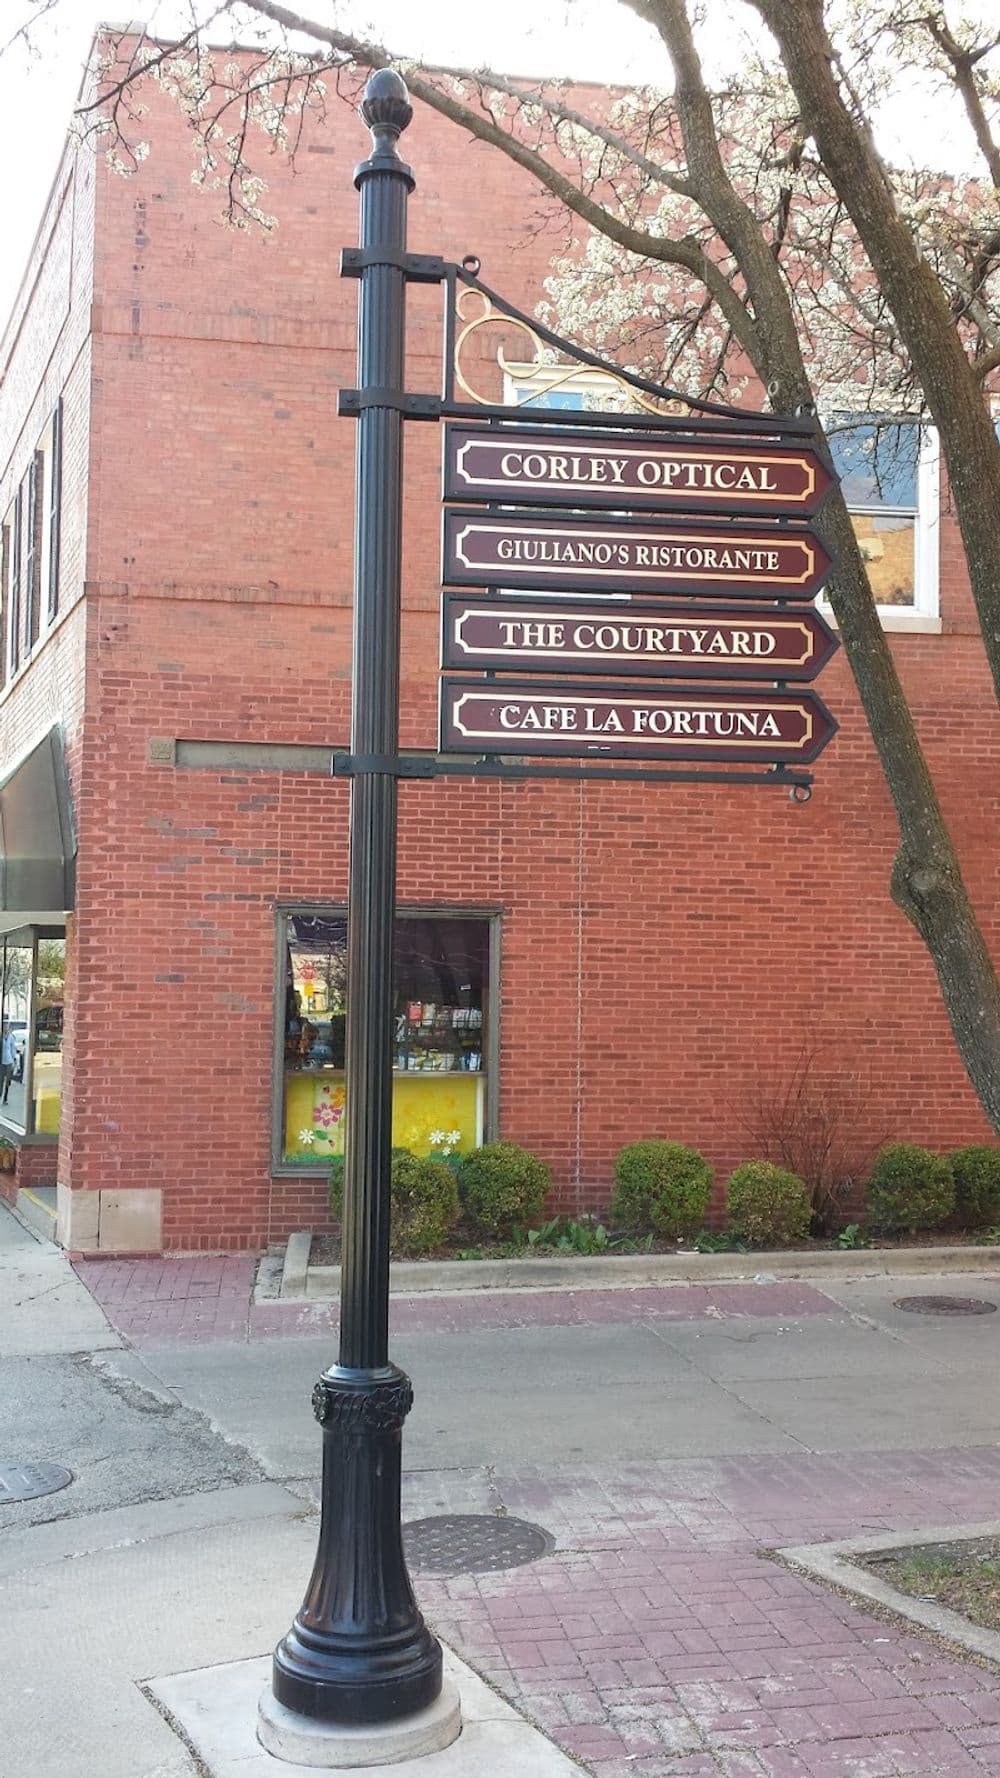 CORLEY OPTICAL
GIULIANO'S RISTORANTE
THE COURTYARD
CAFE LA FORTUNA